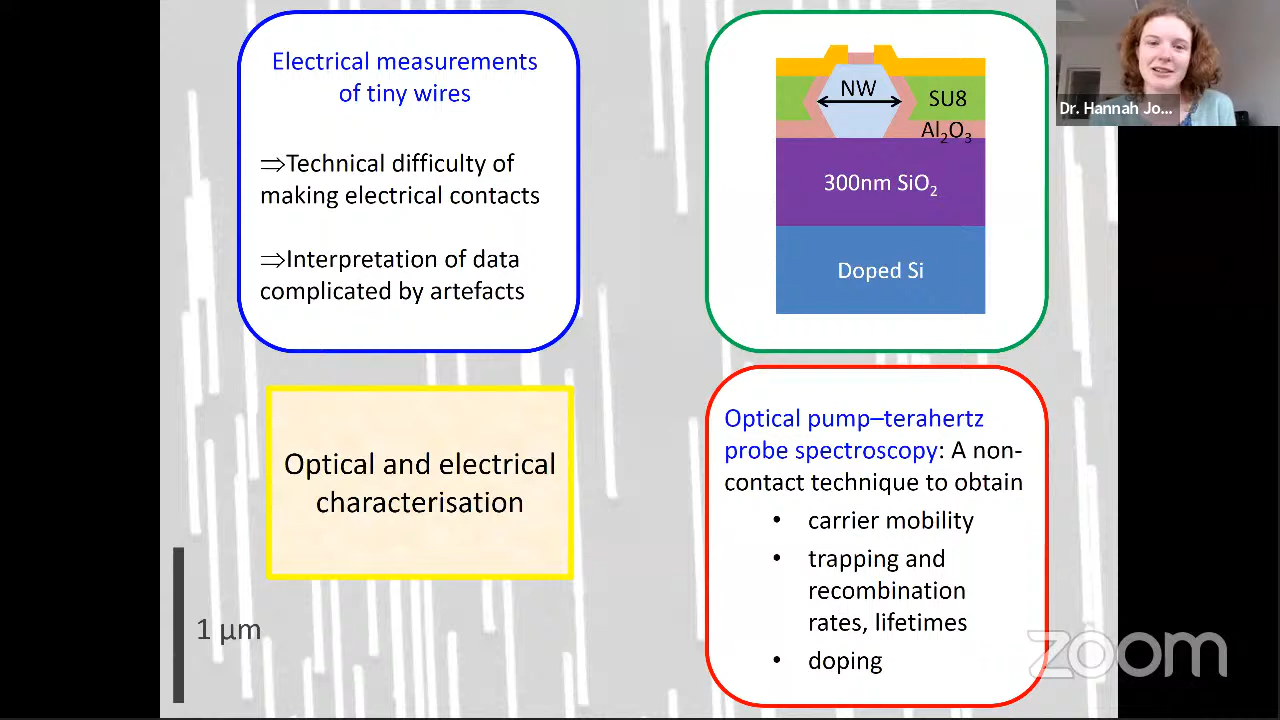 Electrical measurements
of tiny wires
⇒Technical difficulty of
making electrical contacts
⇒Interpretation of data
complicated by artefacts
NW
SU8
Al₂O₃
300nm SiO₂
Doped Si
Dr. Hannah Jo...
Optical and electrical
characterisation
Optical pump–terahertz
probe spectroscopy: A non-
contact technique to obtain
• carrier mobility
• trapping and
recombination
rates, lifetimes
• doping
1 μm
zoom